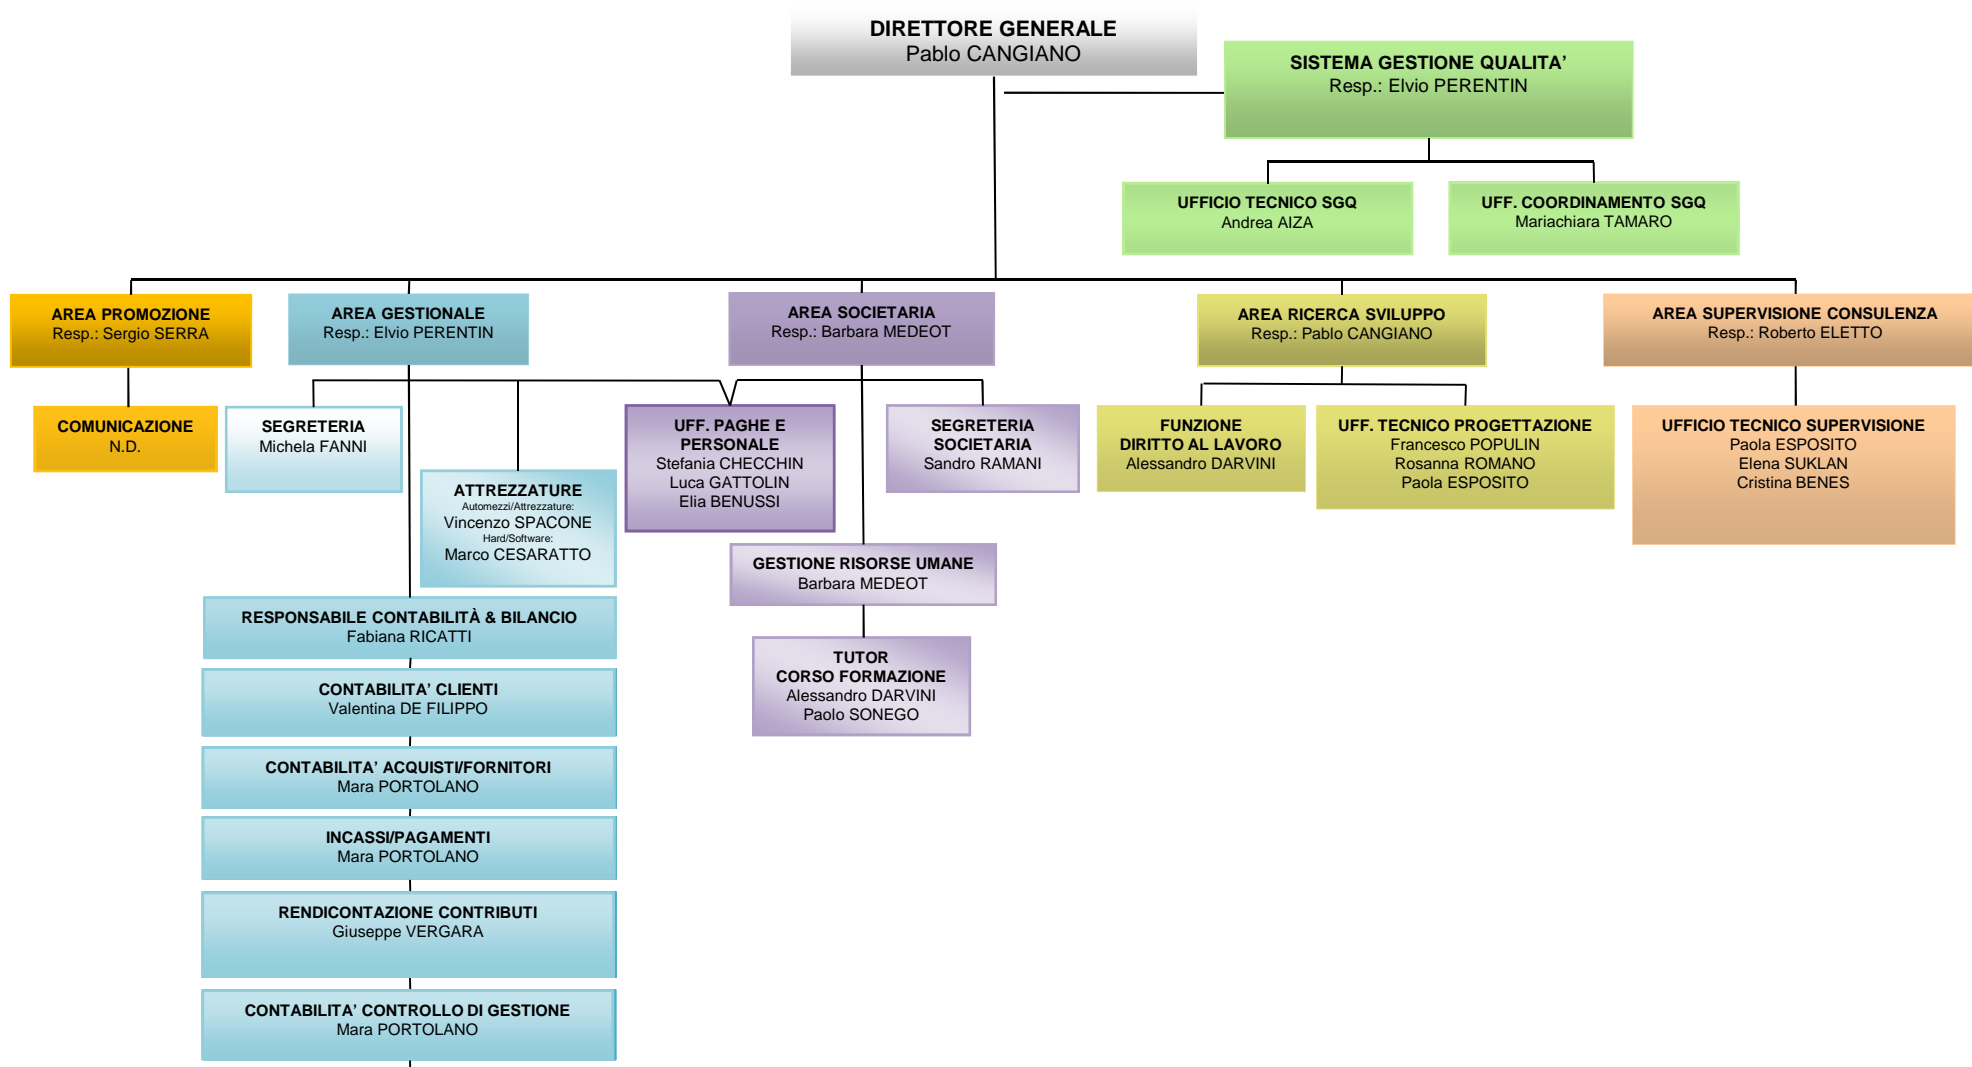 DIRETTORE GENERALE
Pablo CANGIANO
SISTEMA GESTIONE QUALITA’
Resp.: Elvio PERENTIN
UFFICIO TECNICO SGQ
Andrea AIZA
UFF. COORDINAMENTO SGQ
Mariachiara TAMARO
AREA PROMOZIONE
Resp.: Sergio SERRA
AREA GESTIONALE
Resp.: Elvio PERENTIN
AREA SOCIETARIA
Resp.: Barbara MEDEOT
AREA RICERCA SVILUPPO
Resp.: Pablo CANGIANO
AREA SUPERVISIONE CONSULENZA
Resp.: Roberto ELETTO
COMUNICAZIONE
N.D.
SEGRETERIA
Michela FANNI
ATTREZZATURE
Automezzi/Attrezzature:
Vincenzo SPACONE
Hard/Software:
Marco CESARATTO
UFF. PAGHE E
PERSONALE
Stefania CHECCHIN
Luca GATTOLIN
Elia BENUSSI
SEGRETERIA
SOCIETARIA
Sandro RAMANI
FUNZIONE
DIRITTO AL LAVORO
Alessandro DARVINI
UFF. TECNICO PROGETTAZIONE
Francesco POPULIN
Rosanna ROMANO
Paola ESPOSITO
UFFICIO TECNICO SUPERVISIONE
Paola ESPOSITO
Elena SUKLAN
Cristina BENES
GESTIONE RISORSE UMANE
Barbara MEDEOT
TUTOR
CORSO FORMAZIONE
Alessandro DARVINI
Paolo SONEGO
RESPONSABILE CONTABILITÀ & BILANCIO
Fabiana RICATTI
CONTABILITA’ CLIENTI
Valentina DE FILIPPO
CONTABILITA’ ACQUISTI/FORNITORI
Mara PORTOLANO
INCASSI/PAGAMENTI
Mara PORTOLANO
RENDICONTAZIONE CONTRIBUTI
Giuseppe VERGARA
CONTABILITA’ CONTROLLO DI GESTIONE
Mara PORTOLANO